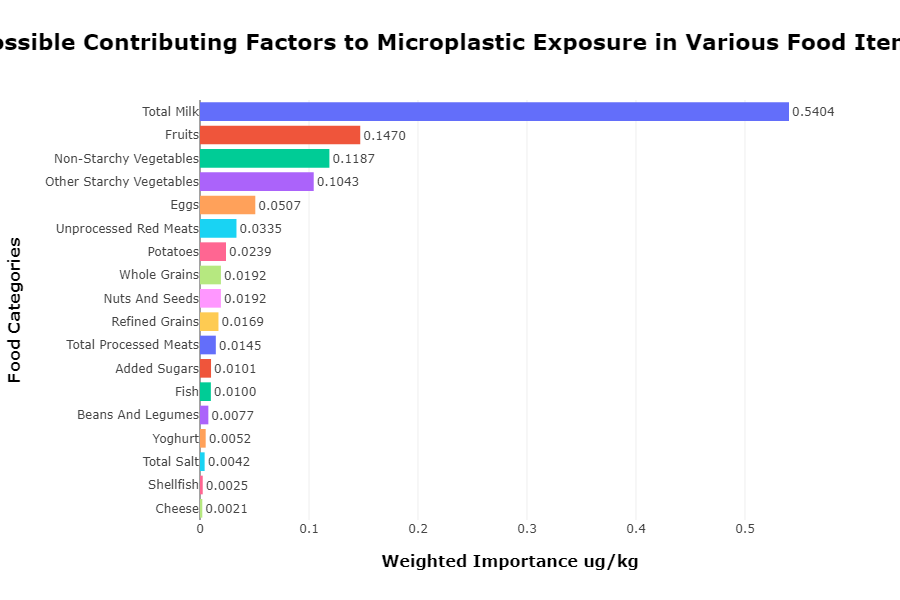 ossible Contributing Factors to Microplastic Exposure in Various Food Iter
Total Milk 0.5404
Fruits 0.1470
Non-Starchy Vegetables 0.1187
Other Starchy Vegetables 0.1043
Eggs 0.0507
Unprocessed Red Meats 0.0335
Potatoes 0.0239
Whole Grains 0.0192
Nuts And Seeds 0.0192
Refined Grains 0.0169
Total Processed Meats 0.0145
Added Sugars 0.0101
Fish 0.0100
Beans And Legumes 0.0077
Yoghurt 0.0052
Total Salt 0.0042
Shellfish 0.0025
Cheese 0.0021
0 0.1 0.2 0.3 0.4 0.5
Weighted Importance ug/kg
Food Categories